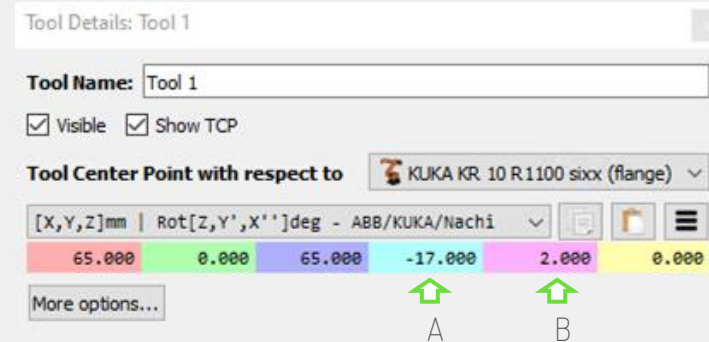 Tool Details: Tool 1
Tool Name: Tool 1
Visible Show TCP
Tool Center Point with respect to KUKA KR 10 R1100 sixx (flange)
[X,Y,Z]mm | Rot[Z,Y',X'']deg - ABB/KUKA/Nachi
65.000 0.000 65.000 -17.000 2.000 0.000
More options...
A B